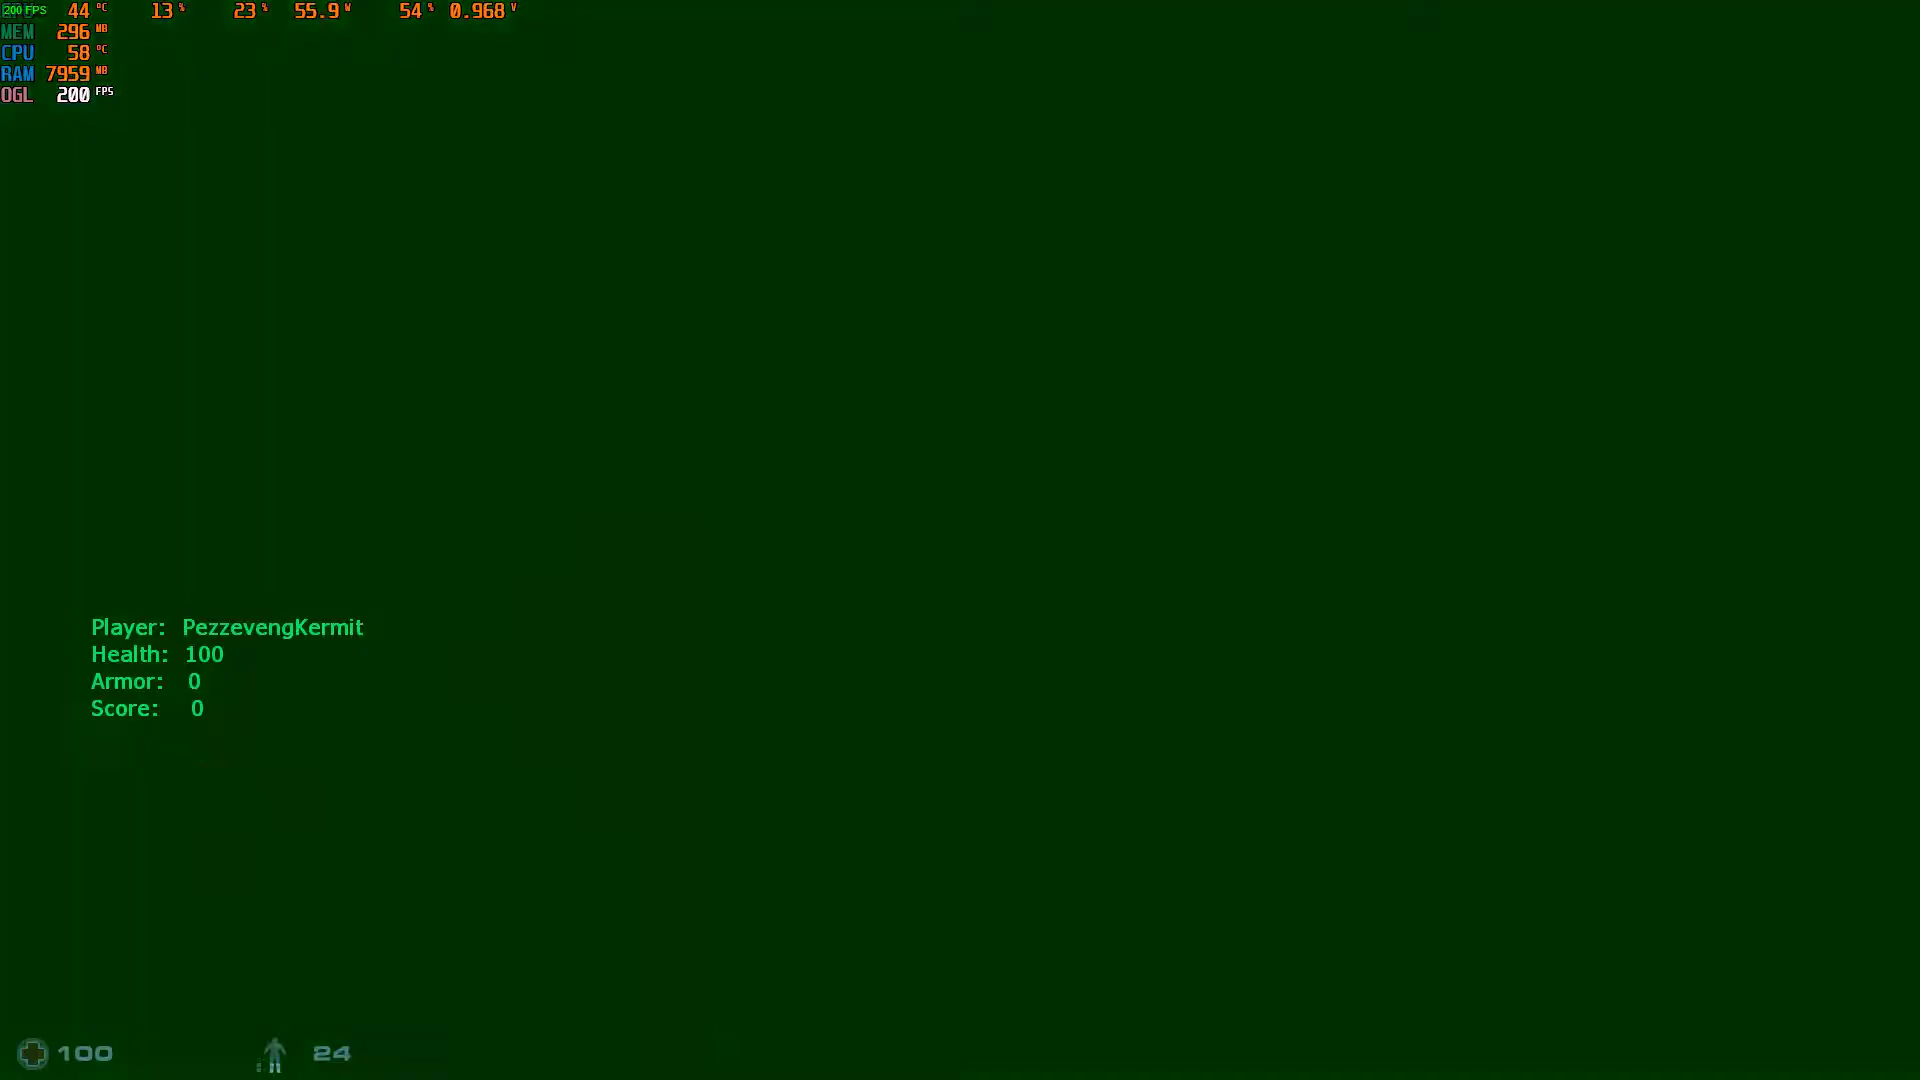 200 FPS 44 °C 13 % 23 % 55.9 W 54 % 0.968 V
MEM 296 MB
CPU 58 °C
RAM 7959 MB
OGL 200 FPS
Player: PezzevengKermit
Health: 100
Armor: 0
Score: 0
100 24